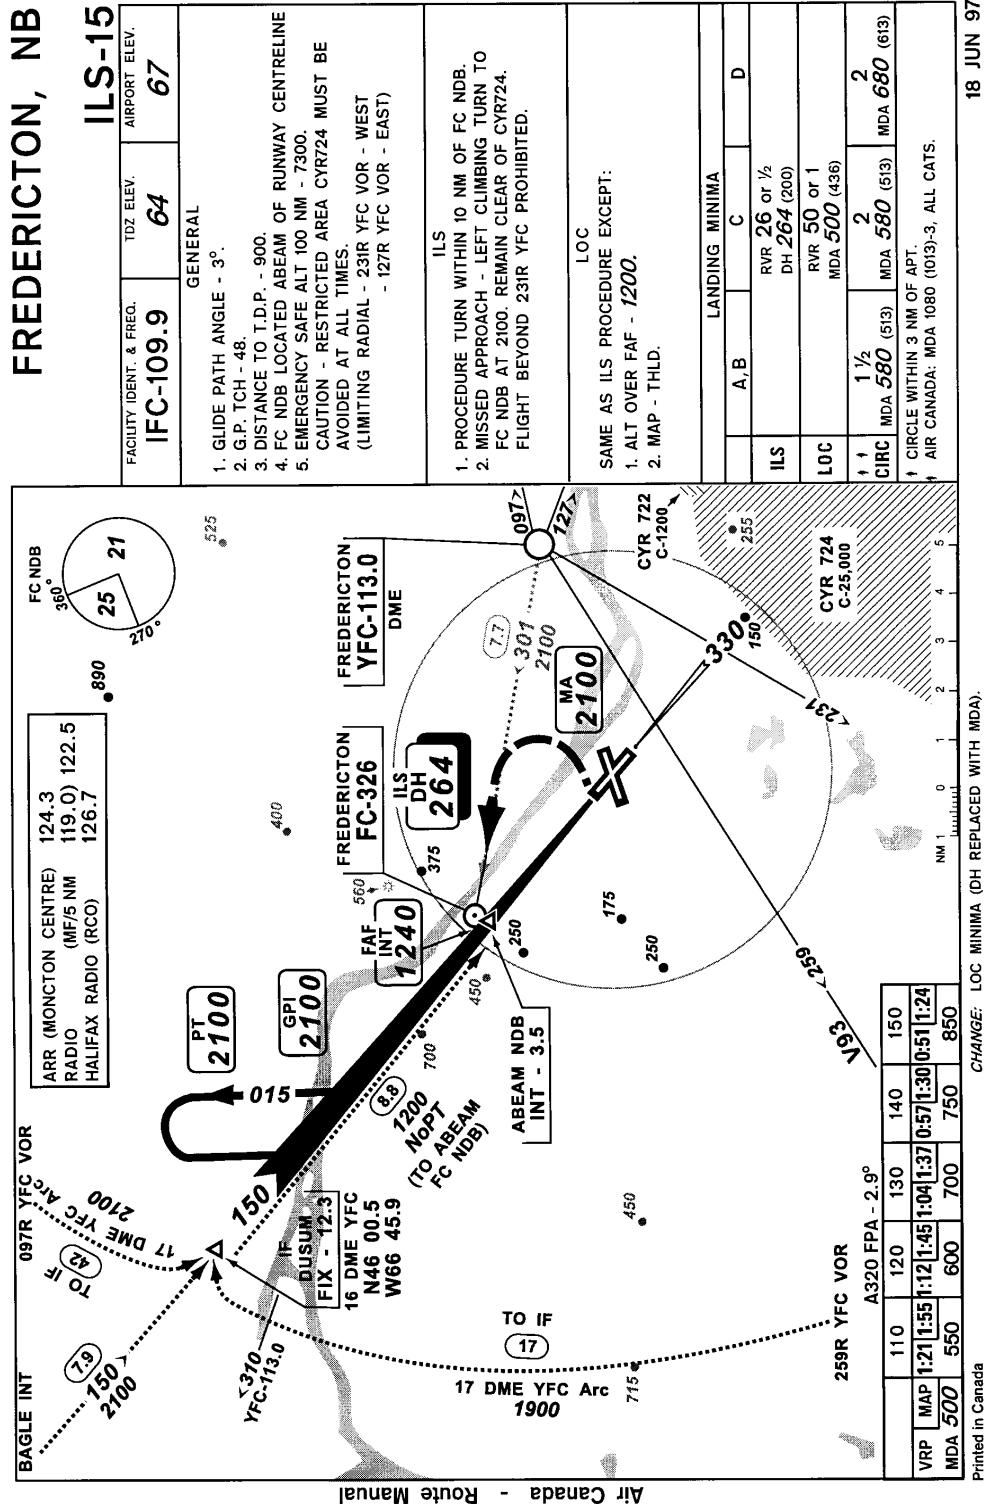 FREDERICTON, NB
ILS-15
FACILITY IDENT. & FREQ.
IFC-109.9
TDZ ELEV.
64
AIRPORT ELEV.
67
GENERAL
1. GLIDE PATH ANGLE - 3°.
2. G.P. TCH - 48.
3. DISTANCE TO T.D.P. - 900.
4. FC NDB LOCATED ABEAM OF RUNWAY CENTRELINE
5. EMERGENCY SAFE ALT 100 NM - 7300.
CAUTION - RESTRICTED AREA CYR724 MUST BE
AVOIDED AT ALL TIMES.
(LIMITING RADIAL - 231R YFC VOR - WEST
- 127R YFC VOR - EAST)
ILS
1. PROCEDURE TURN WITHIN 10 NM OF FC NDB.
2. MISSED APPROACH - LEFT CLIMBING TURN TO
FC NDB AT 2100. REMAIN CLEAR OF CYR724.
FLIGHT BEYOND 231R YFC PROHIBITED.
LOC
SAME AS ILS PROCEDURE EXCEPT:
1. ALT OVER FAF - 1200.
2. MAP - THLD.
LANDING MINIMA
A, B C D
ILS
RVR 26 or ½
DH 264 (200)
LOC
RVR 50 or 1
MDA 500 (436)
CIRC
1 ½
MDA 580 (513)
2
MDA 580 (513)
2
MDA 680 (613)
CIRCLE WITHIN 3 NM OF APT.
AIR CANADA: MDA 1080 (1013)-3, ALL CATS.
18 JUN 97
BAGLE INT
7.9
150
2100
097R YFC VOR
17 DME YFC Arc
2100
TO IF
42
ARR (MONCTON CENTRE) 124.3
RADIO (MF/5 NM 119.0) 122.5
HALIFAX RADIO (RCO) 126.7
890
FC NDB
360°
25
21
270°
525
PT
2100
015
GPI
2100
400
FREDERICTON
FC-326
FREDERICTON
YFC-113.0
DME
560
375
ILS
DH
264
FAF
INT
1240
7.7
301
2100
MA
2100
097
127
150
<310
YFC-113.0
IF
DUSUM
FIX - 12.3
16 DME YFC
N46 00.5
W66 45.9
8.8
1200
NoPT
(TO ABEAM
FC NDB)
700
450
250
ABEAM NDB
INT - 3.5
175
250
450
CYR 722
C-1200
255
CYR 724
C-25,000
330
150
231
259
V93
TO IF
17
17 DME YFC Arc
1900
715
259R YFC VOR
A320 FPA - 2.9°
NM 1 0 1 2 3 4 5
110 120 130 140 150
VRP MAP 1:21 1:55 1:12 1:45 1:04 1:37 0:57 1:30 0:51 1:24
MDA 500 550 600 700 750 850
CHANGE: LOC MINIMA (DH REPLACED WITH MDA).
Printed in Canada
Air Canada - Route Manual